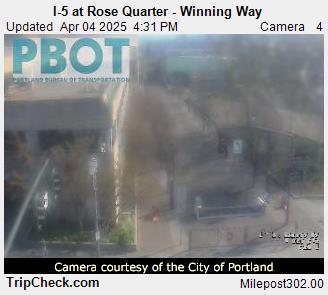 I-5 at Rose Quarter - Winning Way
Updated Apr 04 2025 4:31 PM Camera 4
PBOT
PORTLAND BUREAU OF TRANSPORTATION
Camera courtesy of the City of Portland
TripCheck.com Milepost302.00